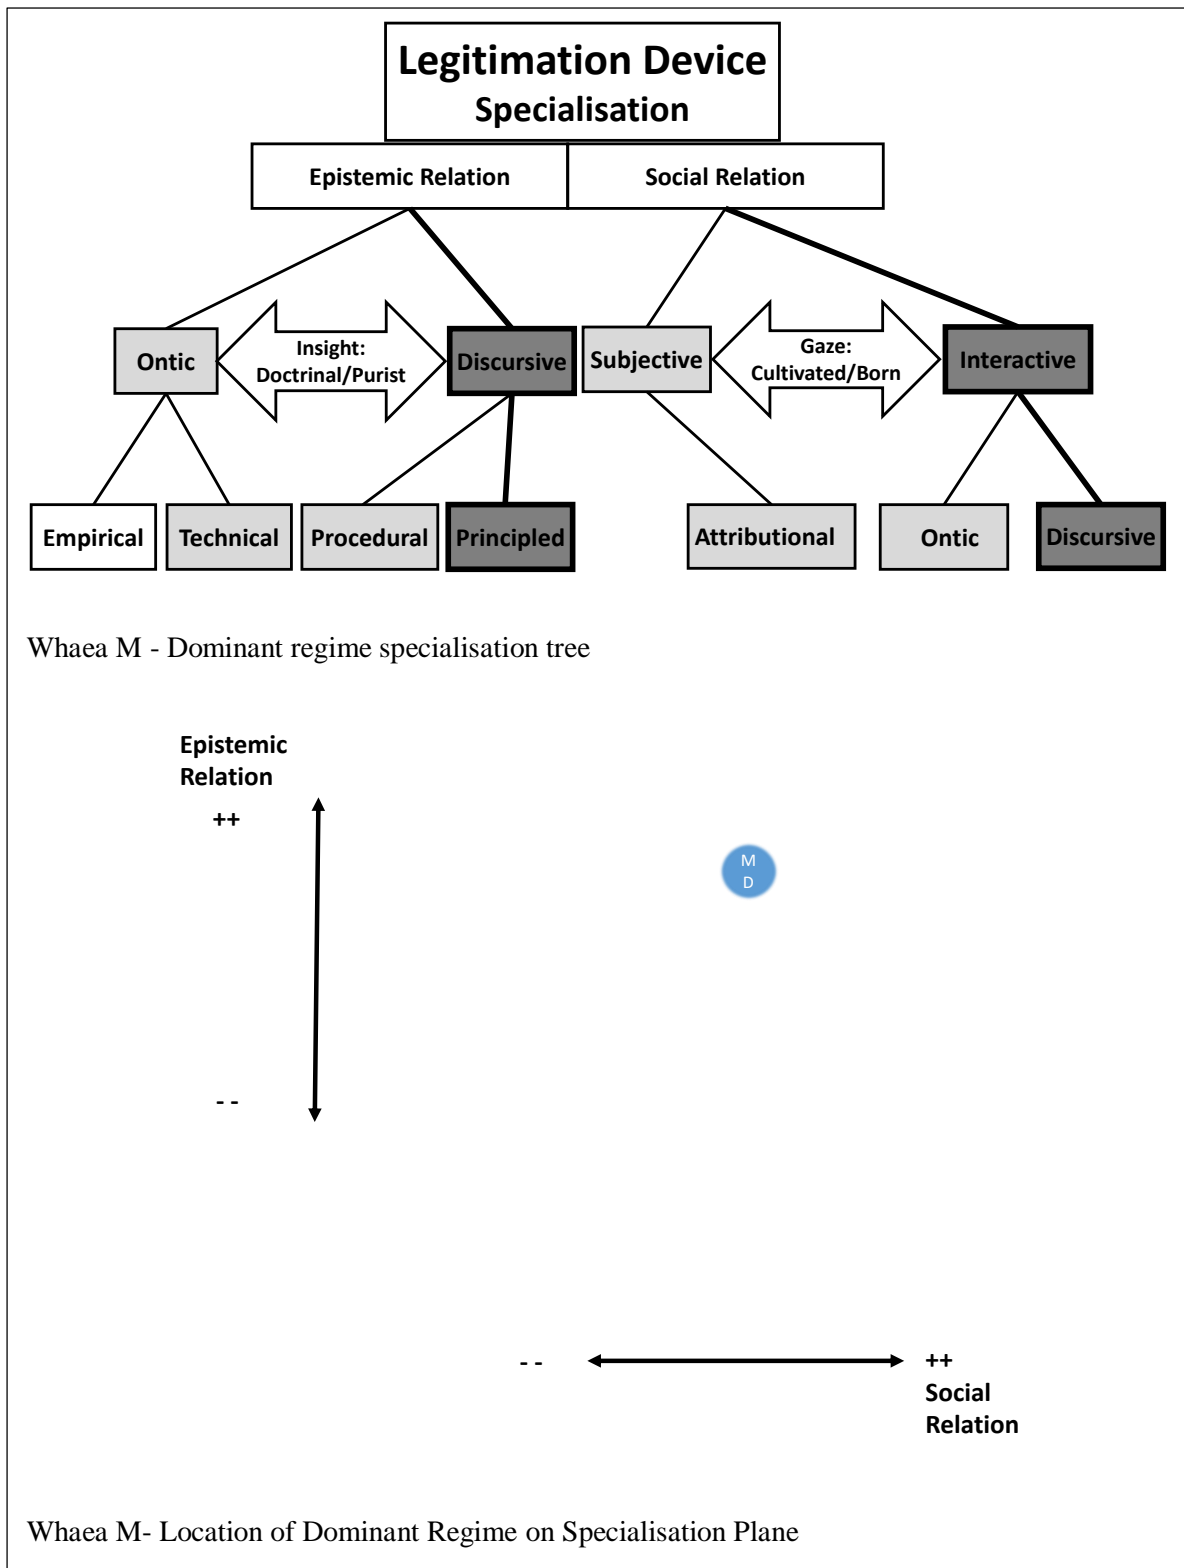 Legitimation Device
Specialisation
Epistemic Relation
Social Relation
Ontic
Insight:
Doctrinal/Purist
Discursive
Subjective
Gaze:
Cultivated/Born
Interactive
Empirical
Technical
Procedural
Principled
Attributional
Ontic
Discursive
Whaea M - Dominant regime specialisation tree
Epistemic
Relation
++
M
D
- -
- -
++
Social
Relation
Whaea M- Location of Dominant Regime on Specialisation Plane